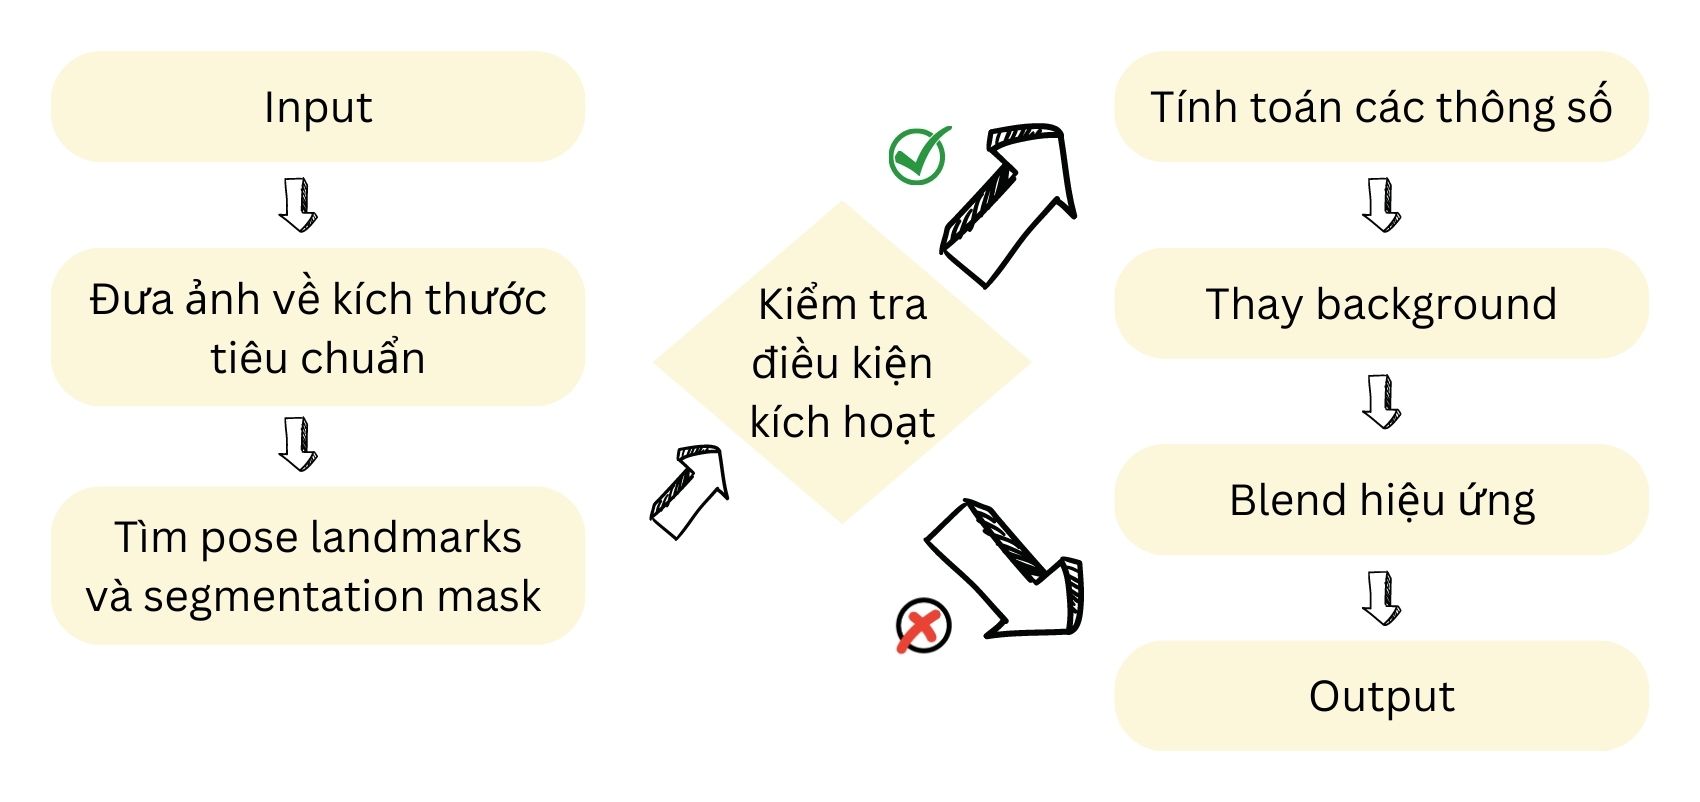 Input
Đưa ảnh về kích thước
tiêu chuẩn
Tìm pose landmarks
và segmentation mask
Kiểm tra
điều kiện
kích hoạt
Tính toán các thông số
Thay background
Blend hiệu ứng
Output